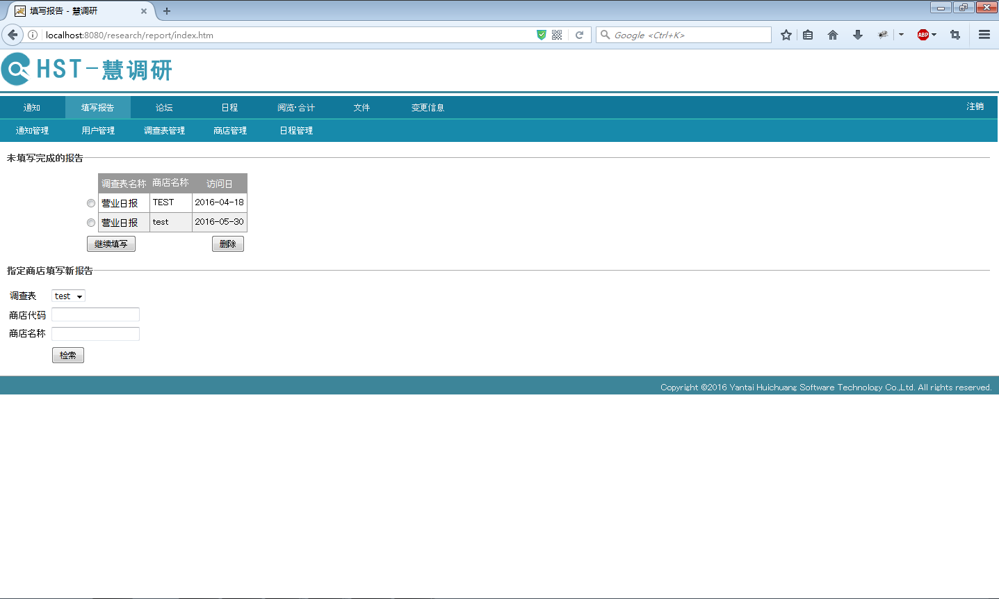 填写报告 - 慧调研
localhost:8080/research/report/index.htm
Google <Ctrl+K>
ABP
HST-慧调研
通知 填写报告 论坛 日程 阅览·合计 文件 变更信息 注销
通知管理 用户管理 调查表管理 商店管理 日程管理
未填写完成的报告
调查表名称 商店名称 访问日
营业日报 TEST 2016-04-18
营业日报 test 2016-05-30
继续填写 删除
指定商店填写新报告
调查表 test
商店代码
商店名称
检索
Copyright ©2016 Yantai Huichuang Software Technology Co.,Ltd. All rights reserved.